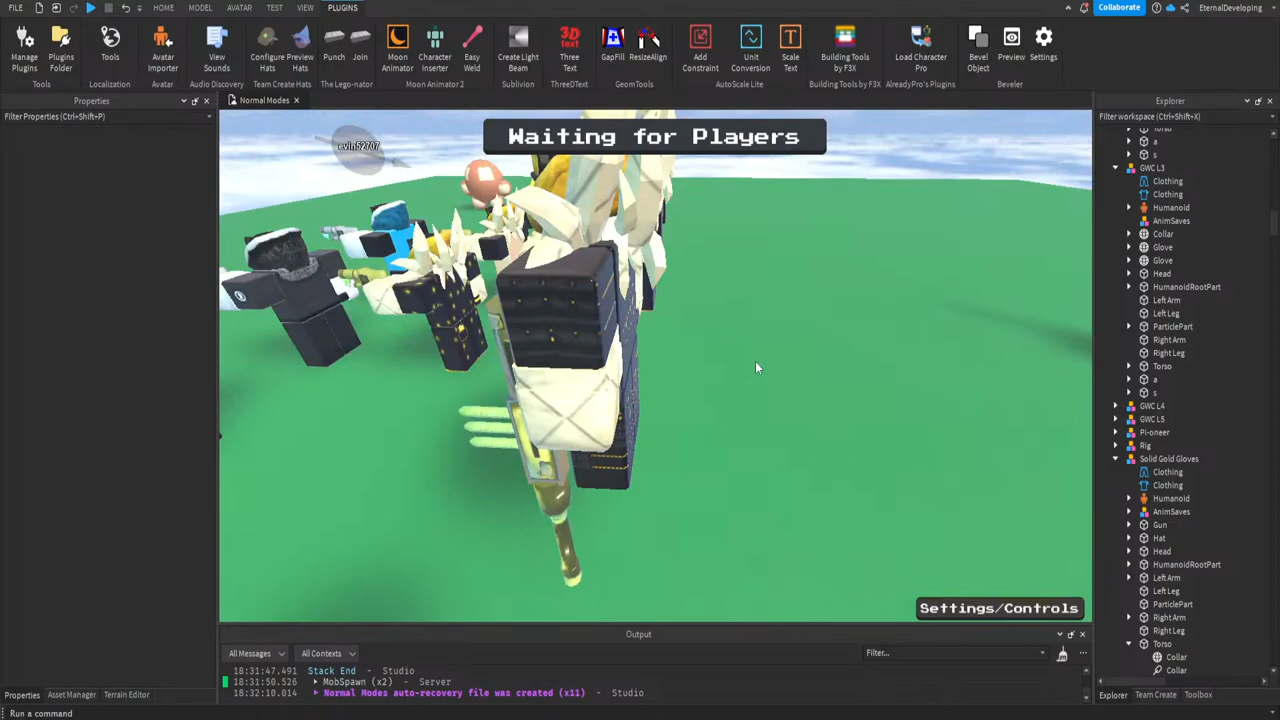 FILE HOME MODEL AVATAR TEST VIEW PLUGINS Collaborate EternalDeveloping
Manage Plugins
Plugins Folder
Tools
Avatar Importer
View Sounds
Configure Hats
Preview Hats
Punch
Join
Moon Animator
Character Inserter
Easy Weld
Create Light Beam
Three Text
GapFill
ResizeAlign
Add Constraint
Unit Conversion
Scale Text
Building Tools by F3X
Load Character Pro
Bevel Object
Preview
Settings
Tools Localization Avatar Audio Discovery Team Create Hats The Lego-nator Moon Animator 2 Sublivion ThreeDText GeomTools AutoScale Lite Building Tools by F3X AlreadyPro's Plugins Beveler
Properties
Filter Properties (Ctrl+Shift+P)
Normal Modes
Waiting for Players
evln52707
Settings/Controls
Explorer
Filter workspace (Ctrl+Shift+X)
Torso
a
s
GWC L3
Clothing
Clothing
Humanoid
AnimSaves
Collar
Glove
Glove
Head
HumanoidRootPart
Left Arm
Left Leg
ParticlePart
Right Arm
Right Leg
Torso
a
s
GWC L4
GWC L5
Pi-oneer
Rig
Solid Gold Gloves
Clothing
Clothing
Humanoid
AnimSaves
Gun
Hat
Head
HumanoidRootPart
Left Arm
Left Leg
ParticlePart
Right Arm
Right Leg
Torso
Collar
Collar
Output
All Messages All Contexts Filter...
18:31:47.491 Stack End - Studio
18:31:50.526 MobSpawn (x2) - Server
18:32:10.014 Normal Modes auto-recovery file was created (x11) - Studio
Properties Asset Manager Terrain Editor
Explorer Team Create Toolbox
Run a command